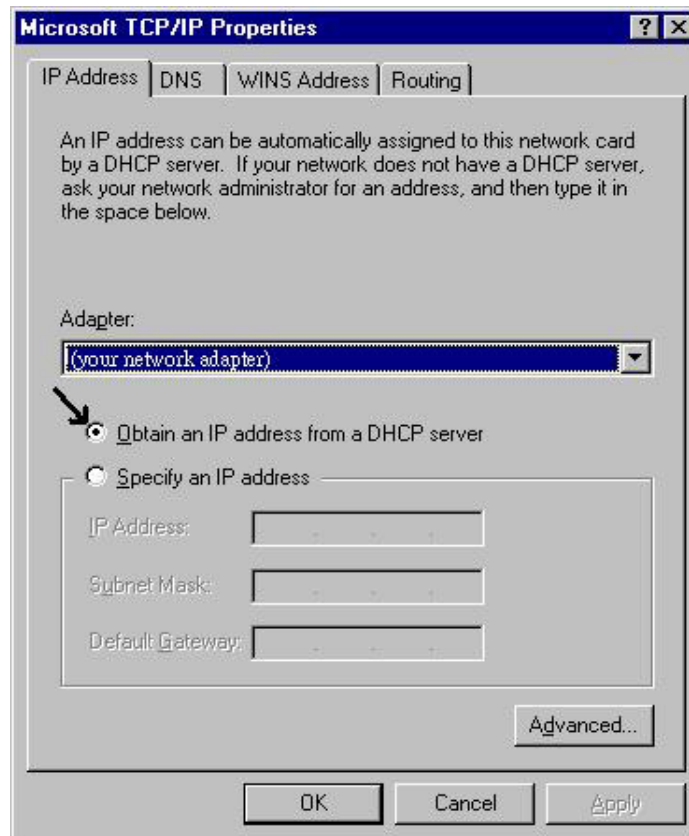 Microsoft TCP/IP Properties
IP Address DNS WINS Address Routing
An IP address can be automatically assigned to this network card
by a DHCP server. If your network does not have a DHCP server,
ask your network administrator for an address, and then type it in
the space below.
Adapter:
(your network adapter)
Obtain an IP address from a DHCP server
Specify an IP address
IP Address:
Subnet Mask:
Default Gateway:
Advanced...
OK Cancel Apply